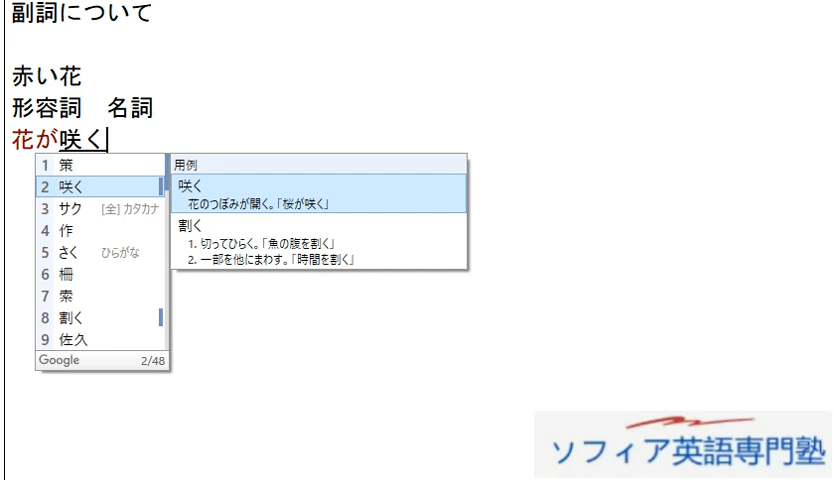 副詞について
赤い花
形容詞　名詞
花が咲く
1 策
2 咲く
3 サク [全] カタカナ
4 作
5 さく ひらがな
6 柵
7 索
8 割く
9 佐久
Google 2/48
用例
咲く
花のつぼみが開く。「桜が咲く」
割く
1. 切ってひらく。「魚の腹を割く」
2. 一部を他にまわす。「時間を割く」
ソフィア英語専門塾